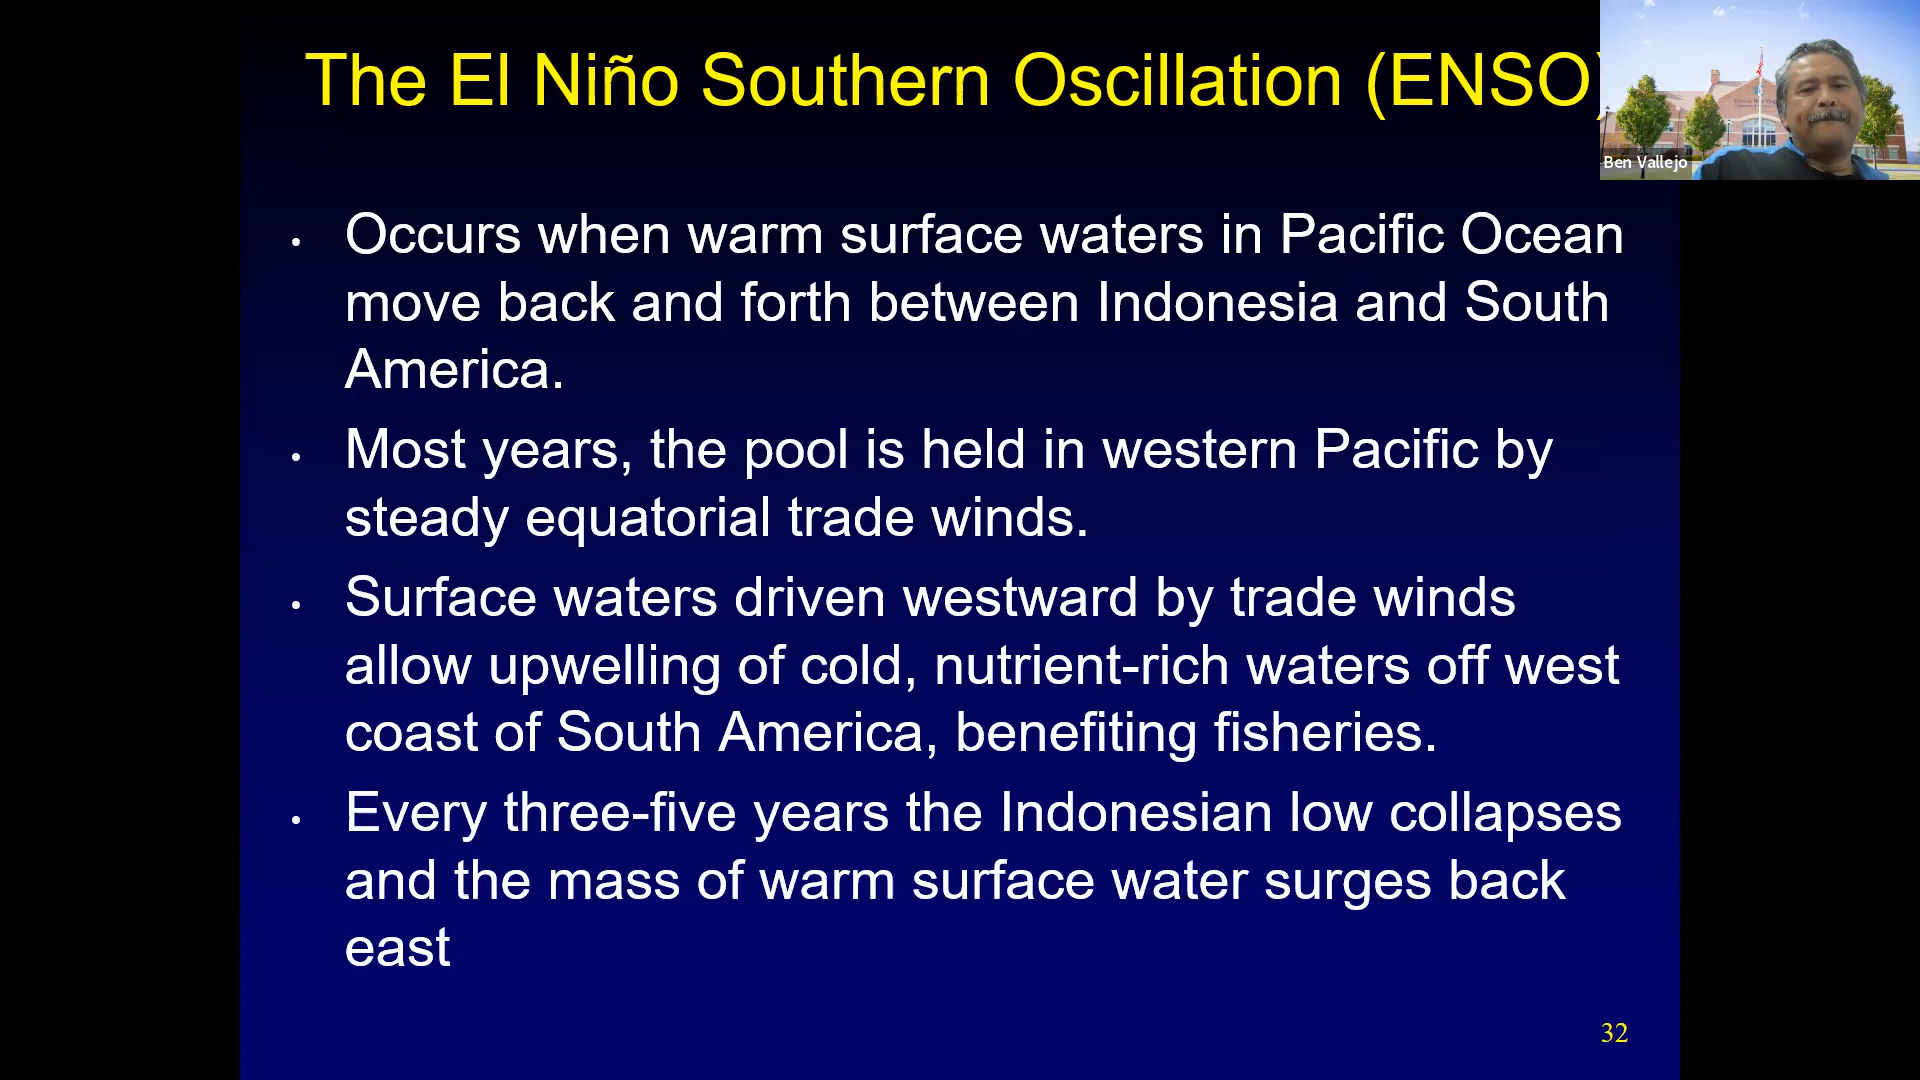 The El Niño Southern Oscillation (ENSO)
Ben Vallejo
• Occurs when warm surface waters in Pacific Ocean
move back and forth between Indonesia and South
America.
• Most years, the pool is held in western Pacific by
steady equatorial trade winds.
• Surface waters driven westward by trade winds
allow upwelling of cold, nutrient-rich waters off west
coast of South America, benefiting fisheries.
• Every three-five years the Indonesian low collapses
and the mass of warm surface water surges back
east
32